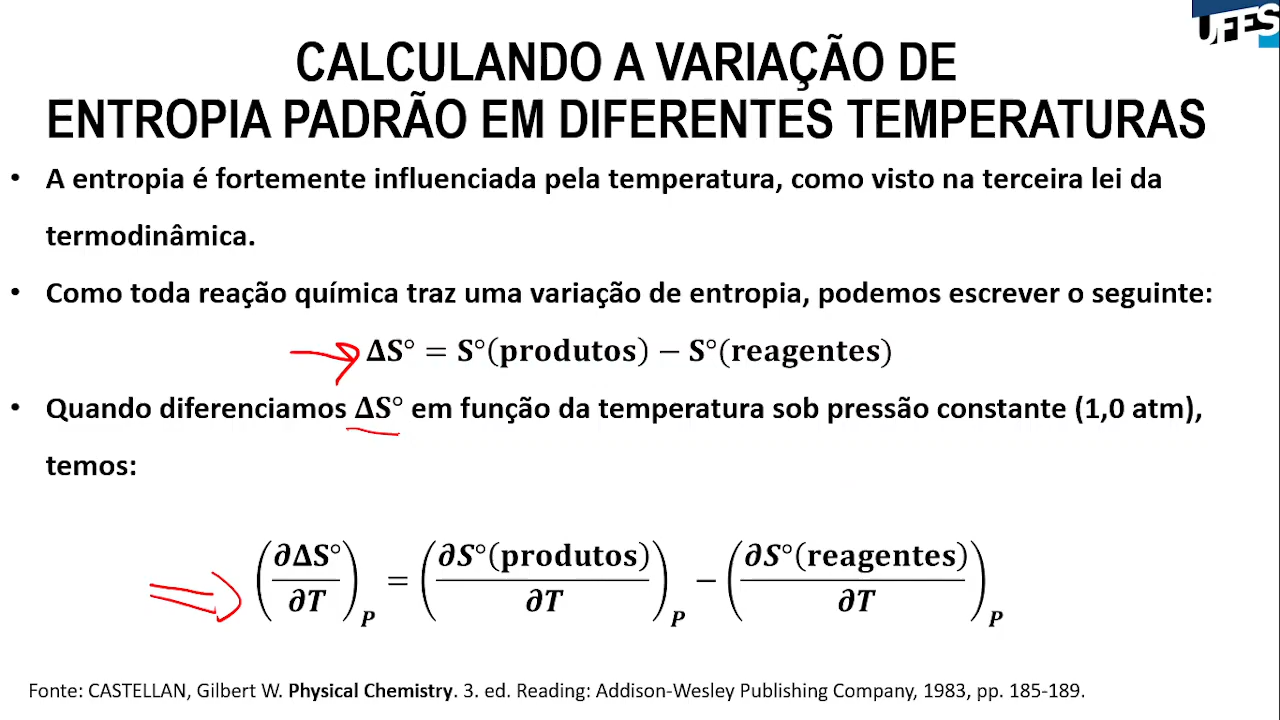 UFES
CALCULANDO A VARIAÇÃO DE
ENTROPIA PADRÃO EM DIFERENTES TEMPERATURAS
• A entropia é fortemente influenciada pela temperatura, como visto na terceira lei da
termodinâmica.
• Como toda reação química traz uma variação de entropia, podemos escrever o seguinte:
ΔS° = S°(produtos) − S°(reagentes)
• Quando diferenciamos ΔS° em função da temperatura sob pressão constante (1,0 atm),
temos:
(∂ΔS°/∂T)_P = (∂S°(produtos)/∂T)_P − (∂S°(reagentes)/∂T)_P
Fonte: CASTELLAN, Gilbert W. Physical Chemistry. 3. ed. Reading: Addison-Wesley Publishing Company, 1983, pp. 185-189.